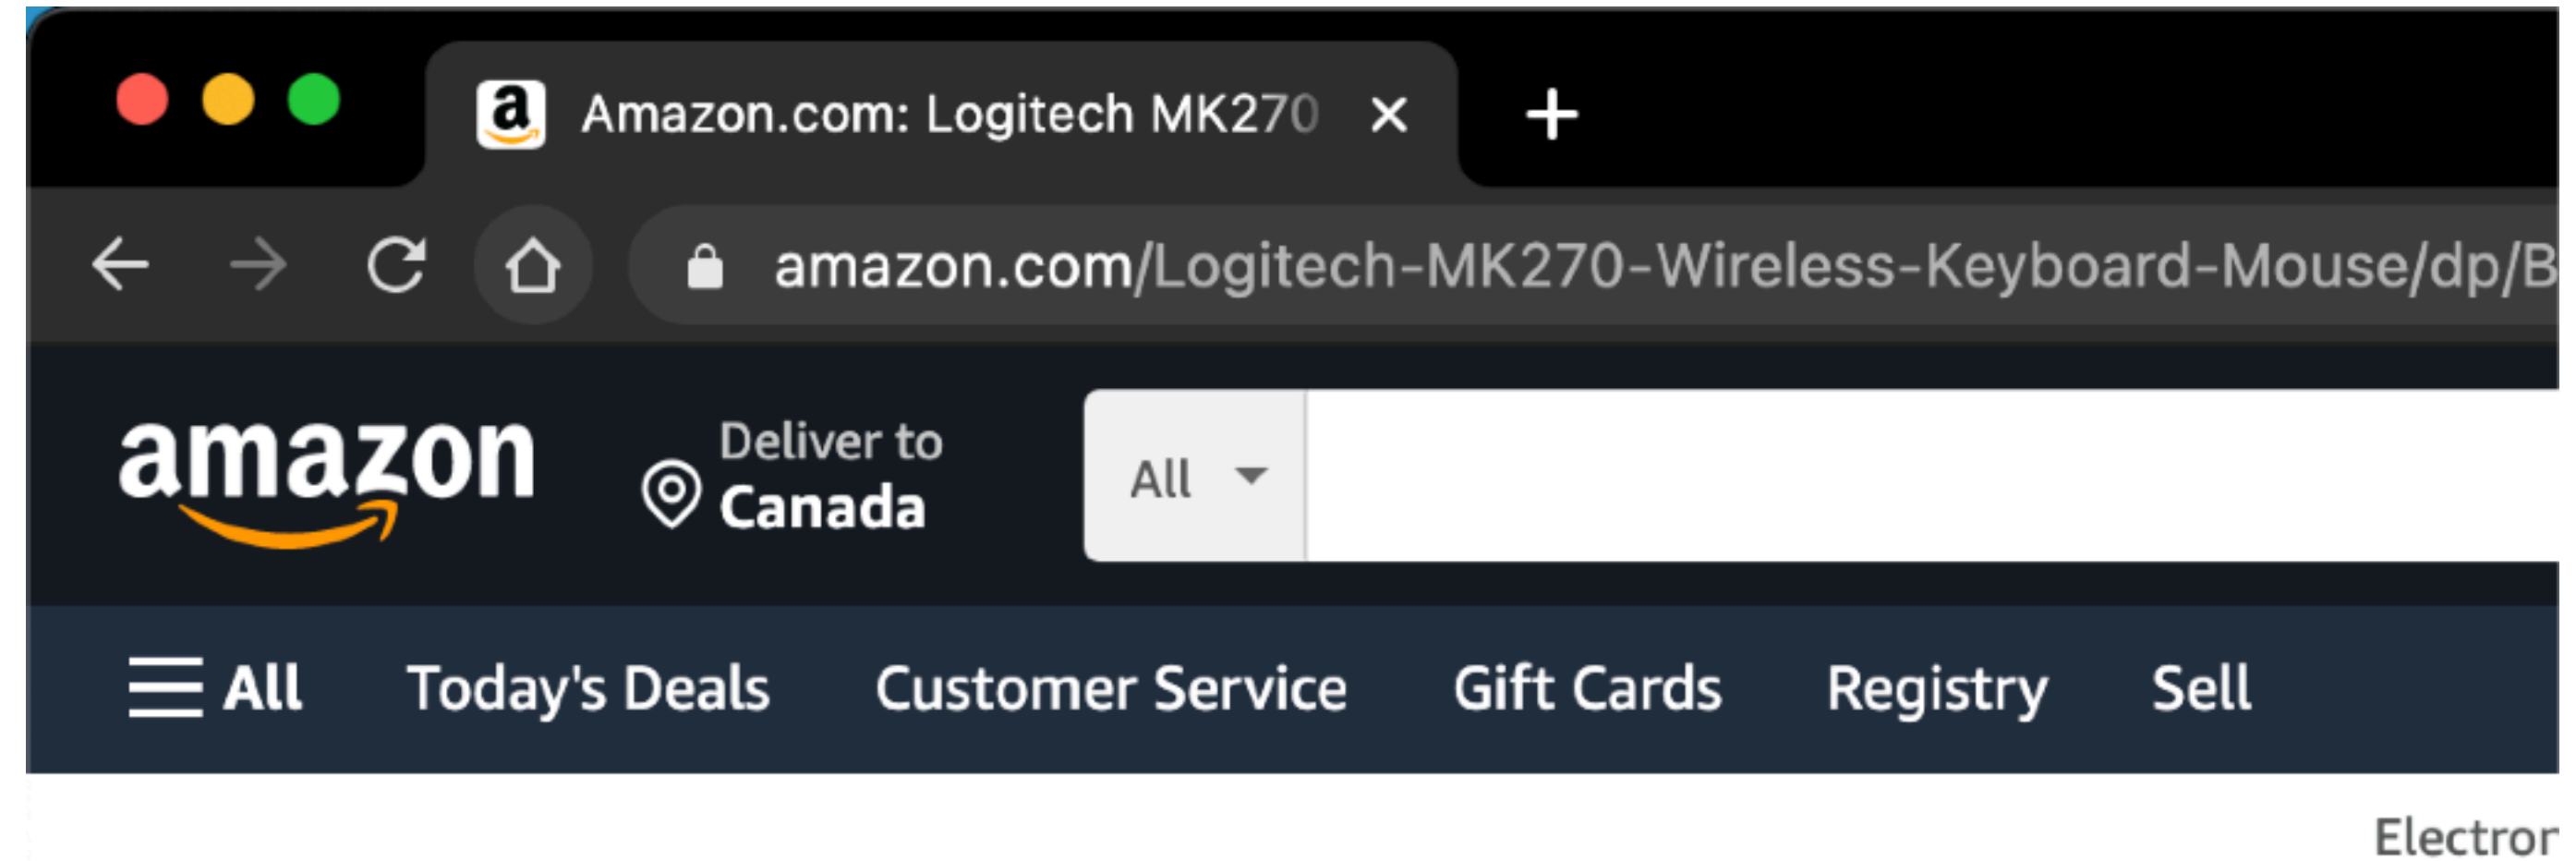 a Amazon.com: Logitech MK270
amazon.com/Logitech-MK270-Wireless-Keyboard-Mouse/dp/B
amazon
Deliver to
Canada
All
All Today's Deals Customer Service Gift Cards Registry Sell
Electron